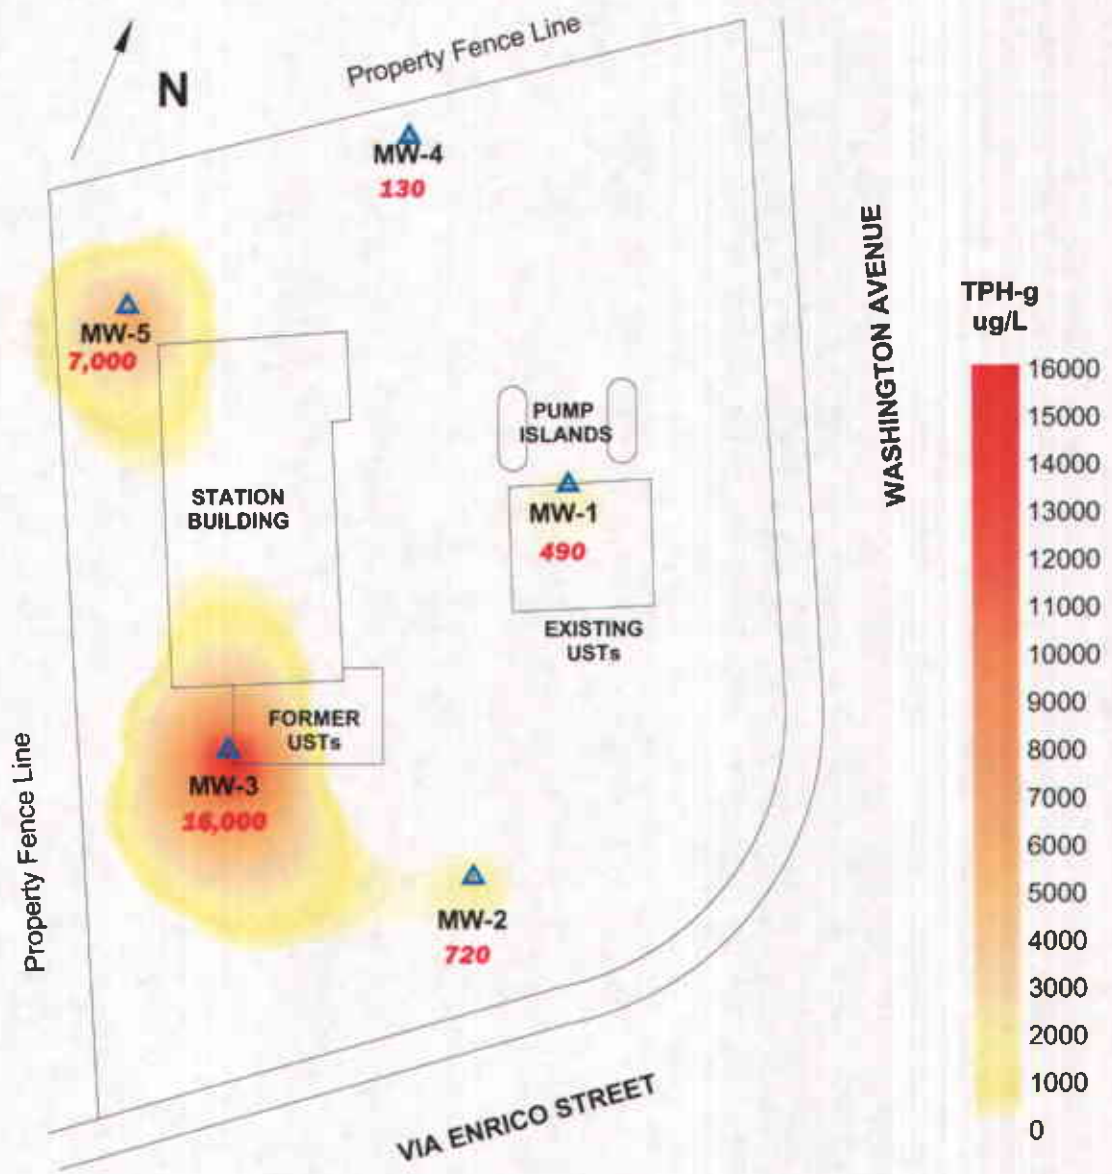 Property Fence Line
N
MW-4
130
WASHINGTON AVENUE
TPH-g
ug/L
MW-5
7,000
16000
15000
14000
13000
12000
11000
10000
9000
8000
7000
6000
5000
4000
3000
2000
1000
0
PUMP
ISLANDS
STATION
BUILDING
MW-1
490
EXISTING
USTs
FORMER
USTs
MW-3
16,000
Property Fence Line
MW-2
720
VIA ENRICO STREET